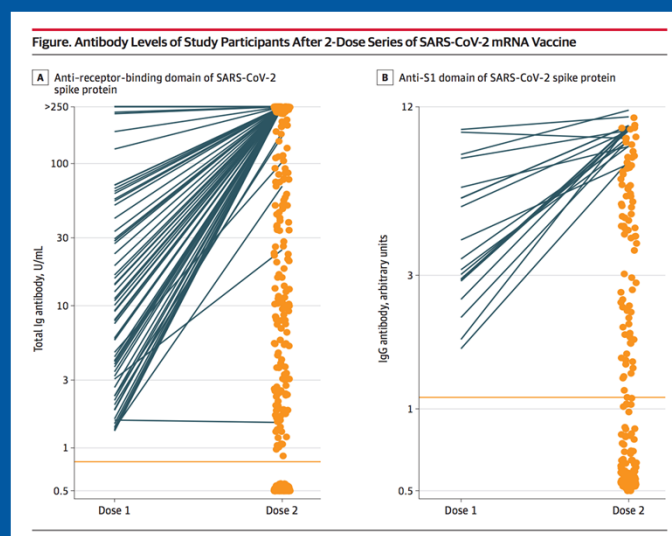 Figure. Antibody Levels of Study Participants After 2-Dose Series of SARS-CoV-2 mRNA Vaccine
A Anti-receptor-binding domain of SARS-CoV-2
spike protein
>250
100
30
10
3
1
0.5
Total Ig antibody, U/mL
Dose 1
Dose 2
B Anti-S1 domain of SARS-CoV-2 spike protein
12
3
1
0.5
IgG antibody, arbitrary units
Dose 1
Dose 2